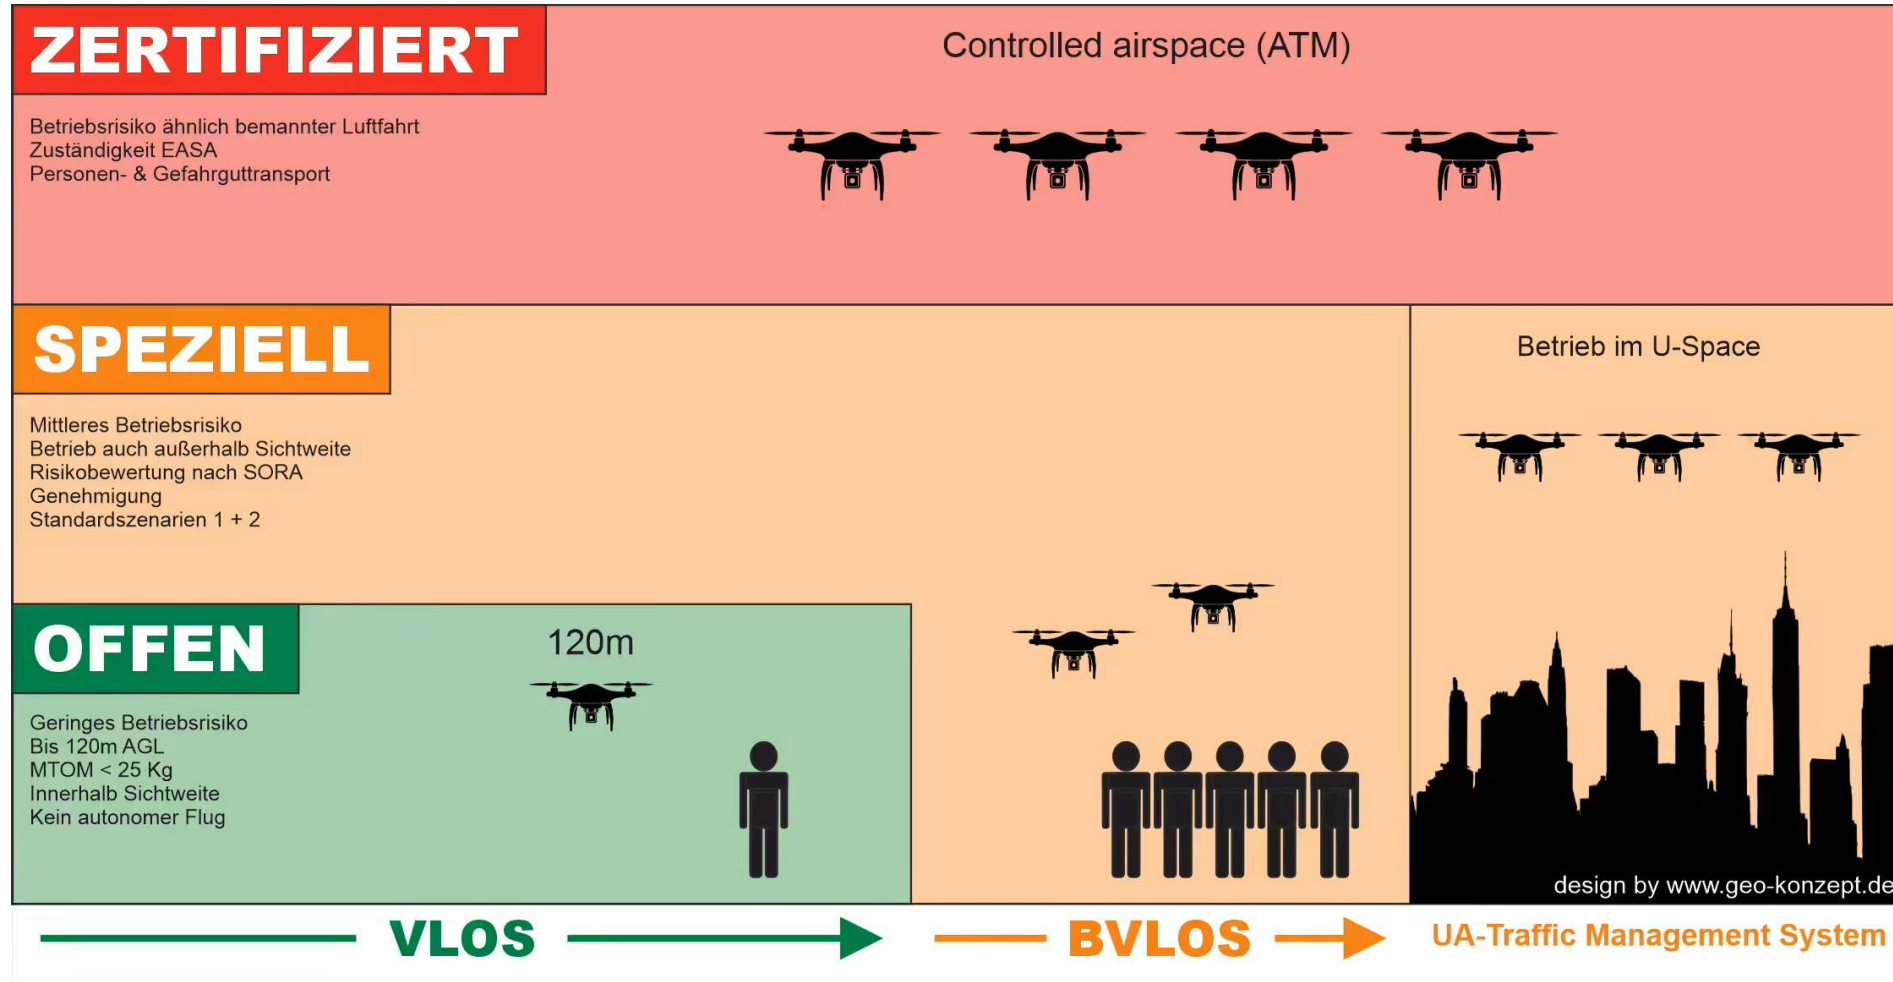 ZERTIFIZIERT
Controlled airspace (ATM)
Betriebsrisiko ähnlich bemannter Luftfahrt
Zuständigkeit EASA
Personen- & Gefahrguttransport
SPEZIELL
Betrieb im U-Space
Mittleres Betriebsrisiko
Betrieb auch außerhalb Sichtweite
Risikobewertung nach SORA
Genehmigung
Standardszenarien 1 + 2
OFFEN
120m
Geringes Betriebsrisiko
Bis 120m AGL
MTOM < 25 Kg
Innerhalb Sichtweite
Kein autonomer Flug
design by www.geo-konzept.de
VLOS
BVLOS
UA-Traffic Management System